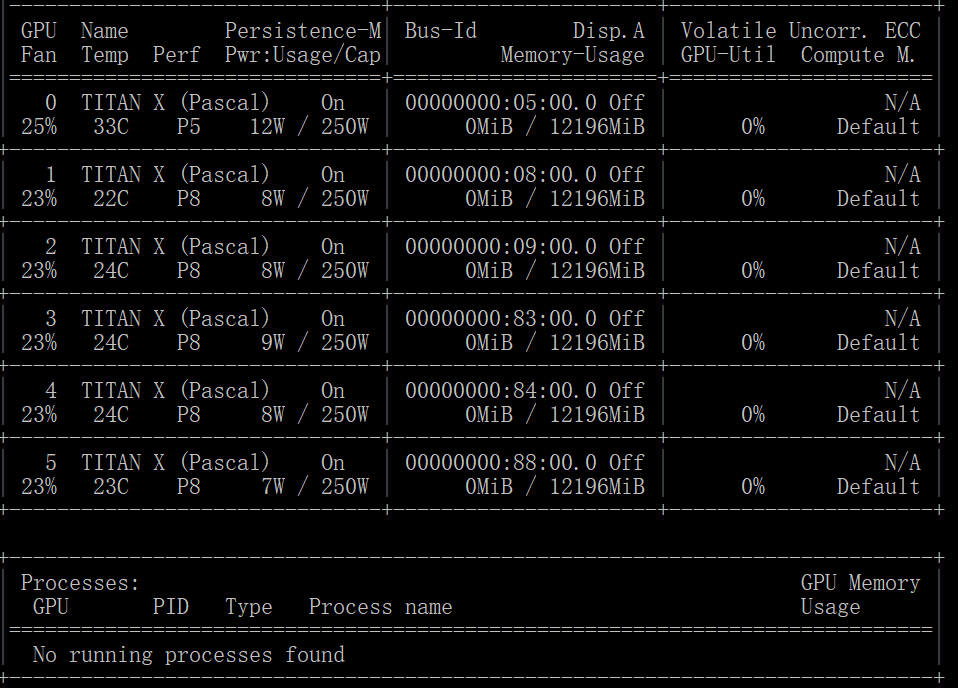 GPU  Name        Persistence-M| Bus-Id        Disp.A | Volatile Uncorr. ECC
Fan  Temp  Perf  Pwr:Usage/Cap|         Memory-Usage | GPU-Util  Compute M.
0  TITAN X (Pascal)    On   | 00000000:05:00.0 Off |                  N/A
25%   33C    P5    12W / 250W |      0MiB / 12196MiB |      0%      Default
1  TITAN X (Pascal)    On   | 00000000:08:00.0 Off |                  N/A
23%   22C    P8     8W / 250W |      0MiB / 12196MiB |      0%      Default
2  TITAN X (Pascal)    On   | 00000000:09:00.0 Off |                  N/A
23%   24C    P8     8W / 250W |      0MiB / 12196MiB |      0%      Default
3  TITAN X (Pascal)    On   | 00000000:83:00.0 Off |                  N/A
23%   24C    P8     9W / 250W |      0MiB / 12196MiB |      0%      Default
4  TITAN X (Pascal)    On   | 00000000:84:00.0 Off |                  N/A
23%   24C    P8     8W / 250W |      0MiB / 12196MiB |      0%      Default
5  TITAN X (Pascal)    On   | 00000000:88:00.0 Off |                  N/A
23%   23C    P8     7W / 250W |      0MiB / 12196MiB |      0%      Default
Processes:                                                       GPU Memory
GPU       PID   Type   Process name                             Usage
No running processes found